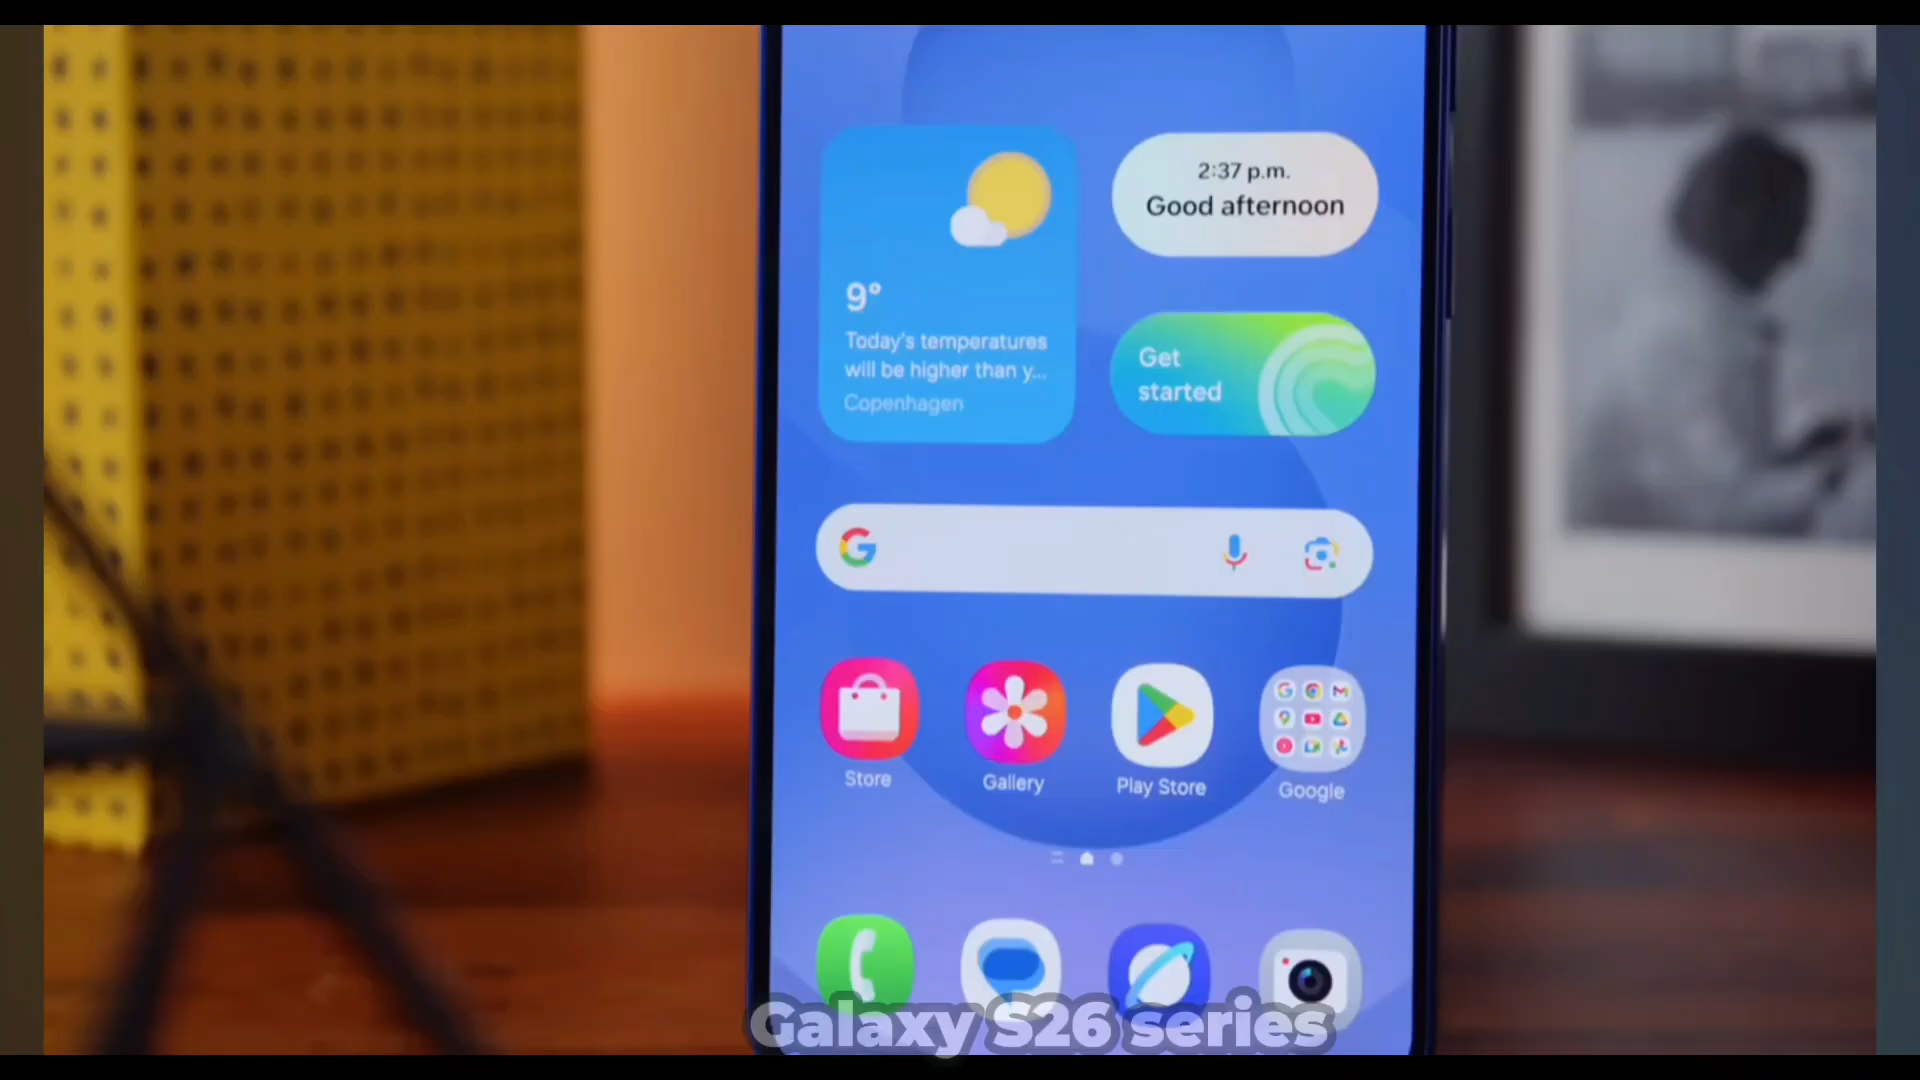 2:37 p.m.
Good afternoon
9°
Today's temperatures
will be higher than y...
Copenhagen
Get
started
Store
Gallery
Play Store
Google
Galaxy S26 series